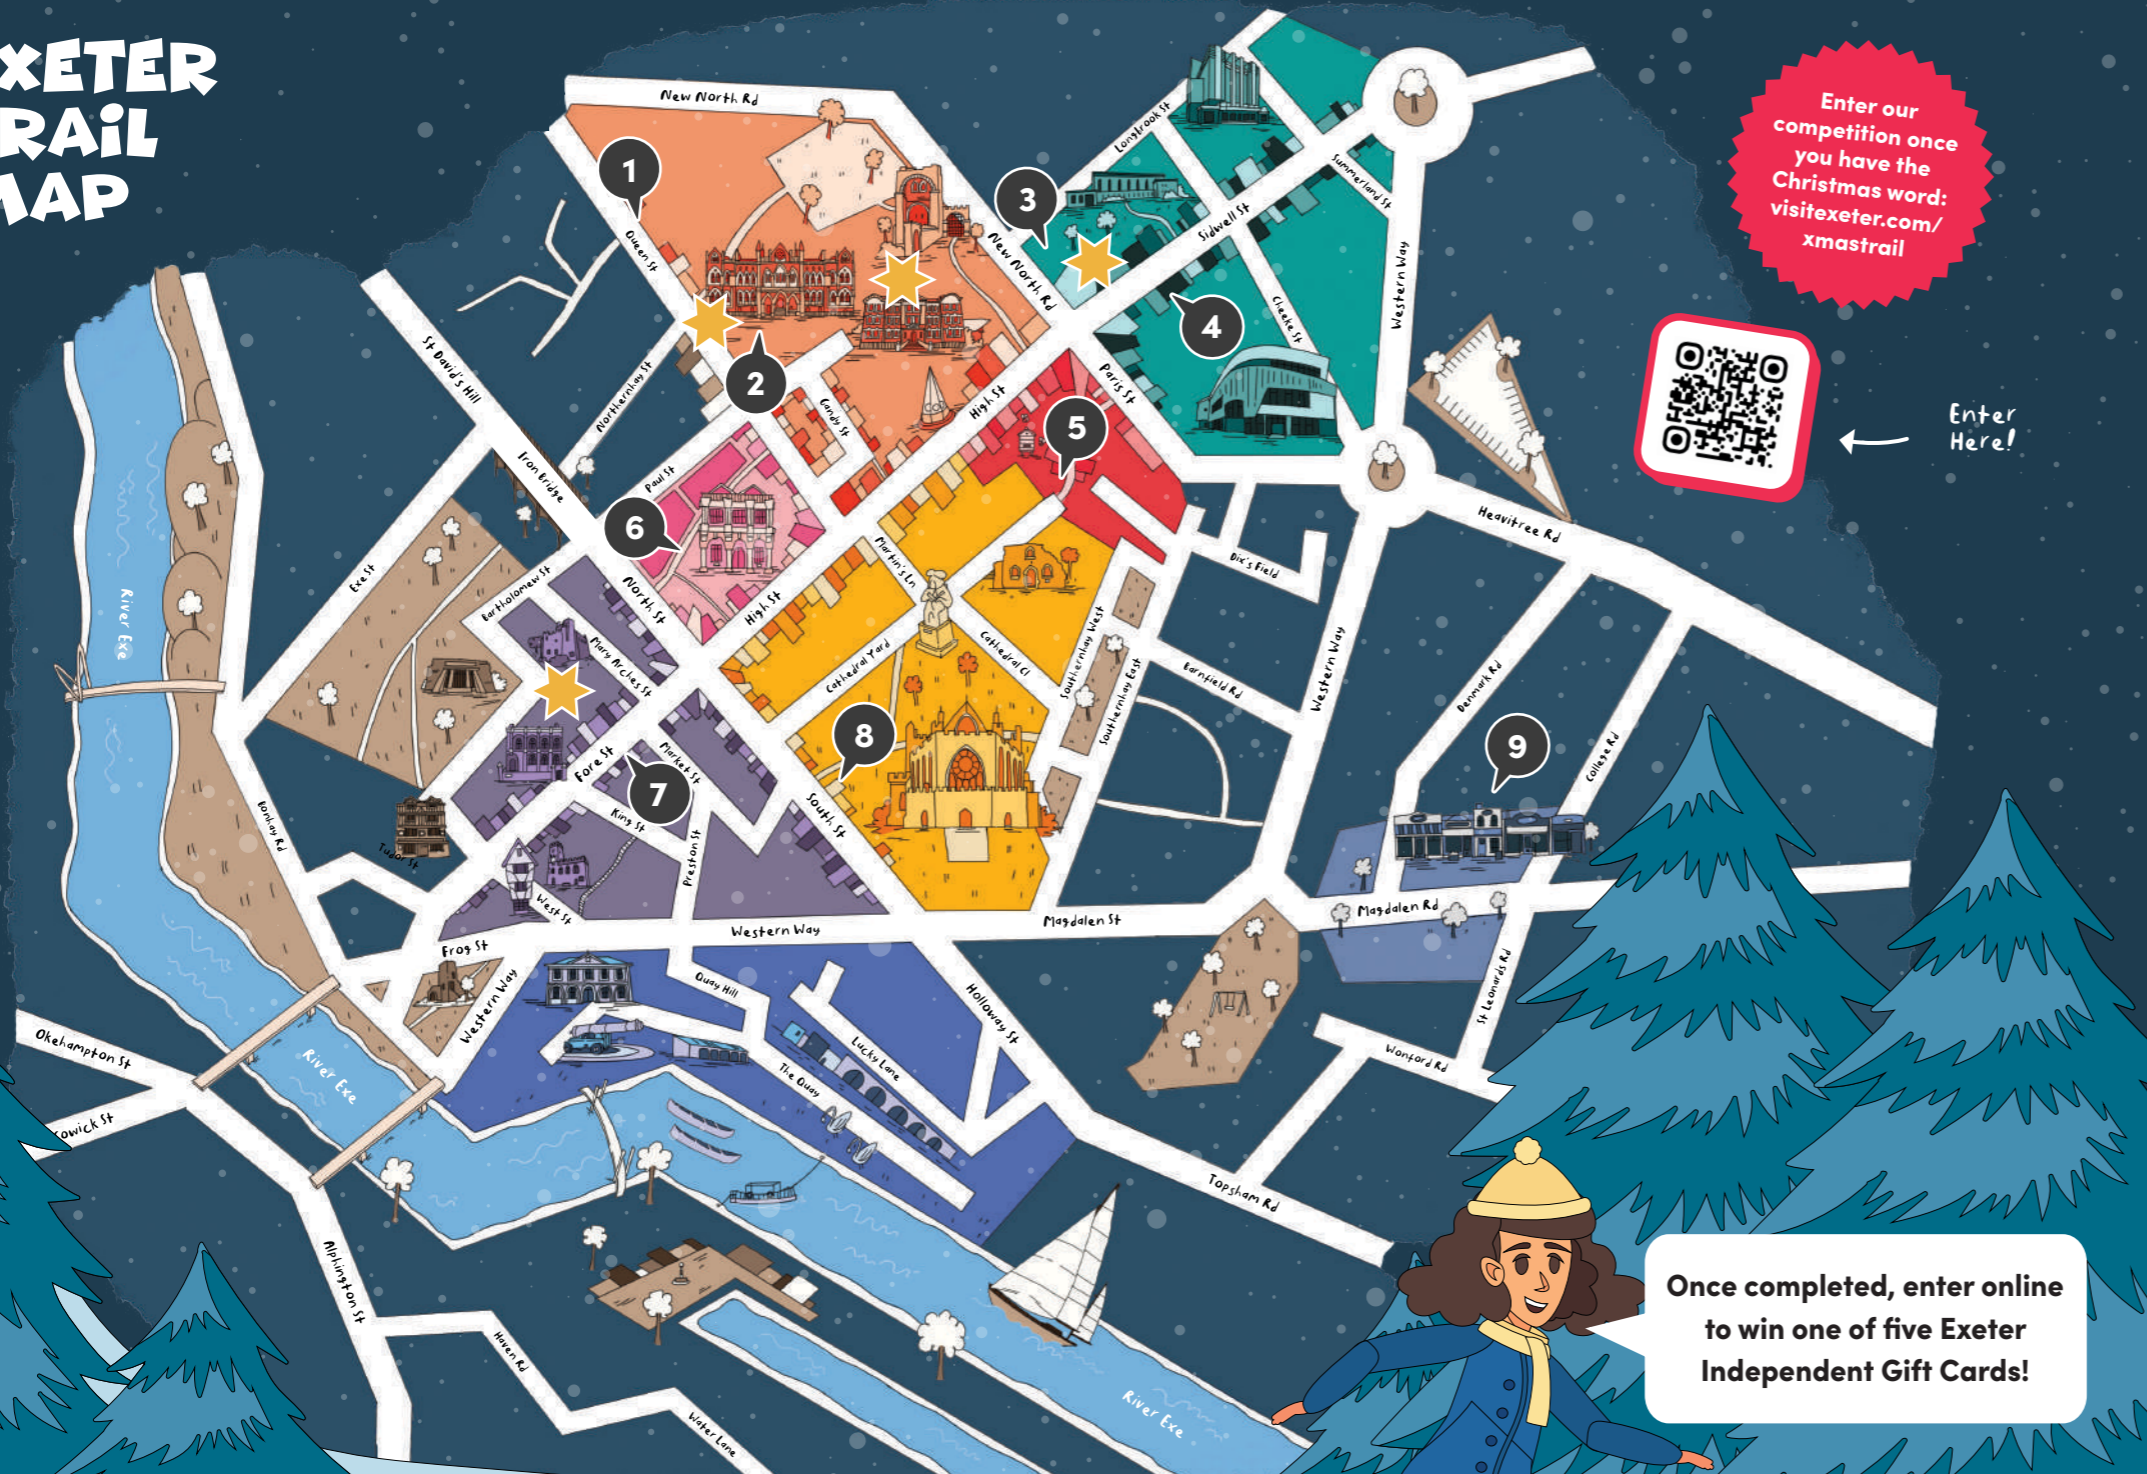 XETER
RAiL
MAP
Enter our
competition once
you have the
Christmas word:
visitexeter.com/
xmastrail
Enter
Here!
New North Rd
Longbrook St
1
3
Queen St
New North Rd
Sidwell St
Summerland St
Western Way
4
Cheeke St
St David's Hill
Northernhay St
2
Gandy St
High St
Paris St
5
Iron Bridge
Paul St
6
Exe St
Bartholomew St
North St
High St
Martin's Ln
Dix's Field
Heavitree Rd
River Exe
Mary Arches St
Cathedral Yard
Cathedral Cl
Southernhay West
Southernhay East
Barnfield Rd
Western Way
Denmark Rd
College Rd
Fore St
Market St
7
8
9
King St
South St
Preston St
Bonhay Rd
Tudor St
West St
Frog St
Western Way
Magdalen St
Magdalen Rd
Western Way
Quay Hill
Holloway St
St Leonards Rd
Okehampton St
River Exe
Lucky Lane
The Quay
Wonford Rd
owick St
Topsham Rd
Alphington St
Haven Rd
Water Lane
River Exe
Once completed, enter online
to win one of five Exeter
Independent Gift Cards!